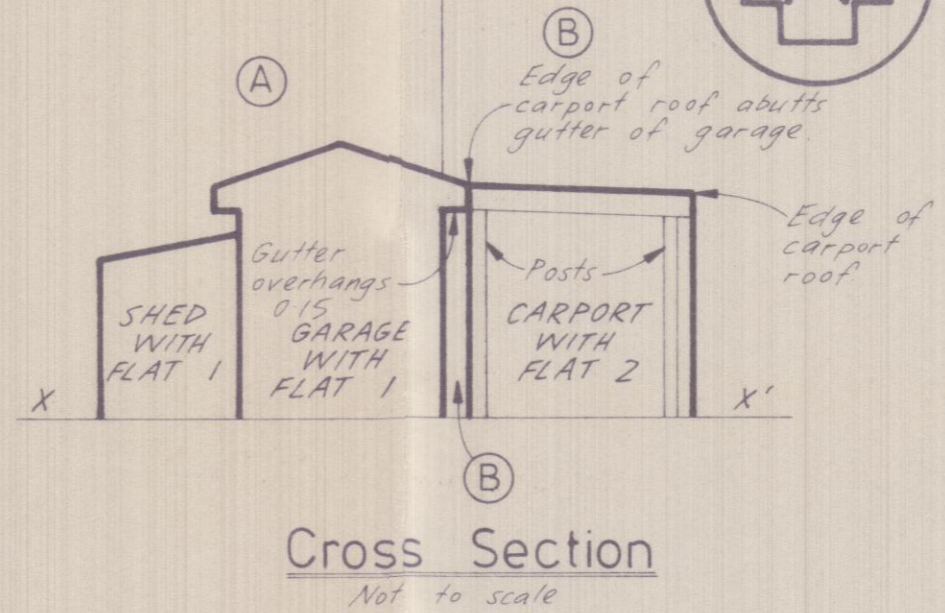 A
B
Edge of
carport roof abutts
gutter of garage.
Edge of
carport
roof
Gutter
overhangs
0·15
Posts
SHED
WITH
FLAT 1
GARAGE
WITH
FLAT 1
CARPORT
WITH
FLAT 2
X
X'
B
Cross Section
Not to scale